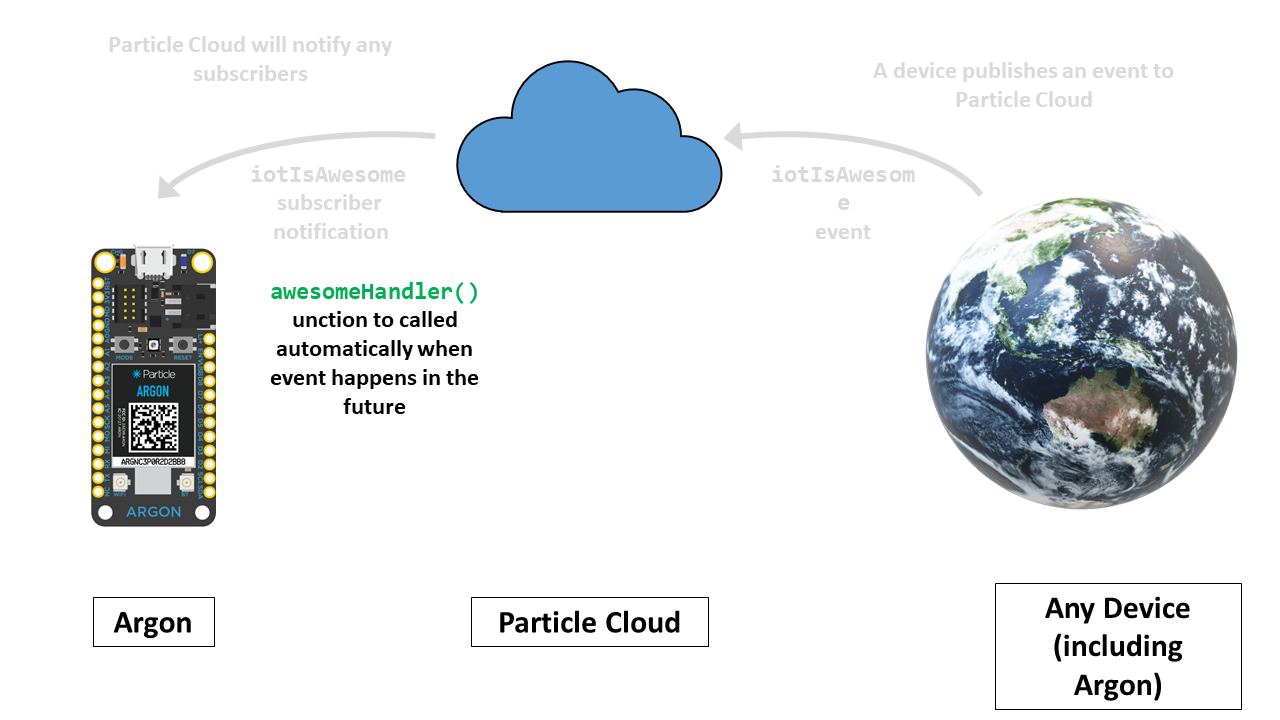 Particle Cloud will notify any
subscribers
A device publishes an event to
Particle Cloud
iotIsAwesome
subscriber
notification
iotIsAwesom
e
event
awesomeHandler()
unction to called
automatically when
event happens in the
future
Particle
ARGON
MODE
RESET
ARGNC3P0R2D2BBB
WIFI
BT
ARGON
Argon
Particle Cloud
Any Device
(including
Argon)